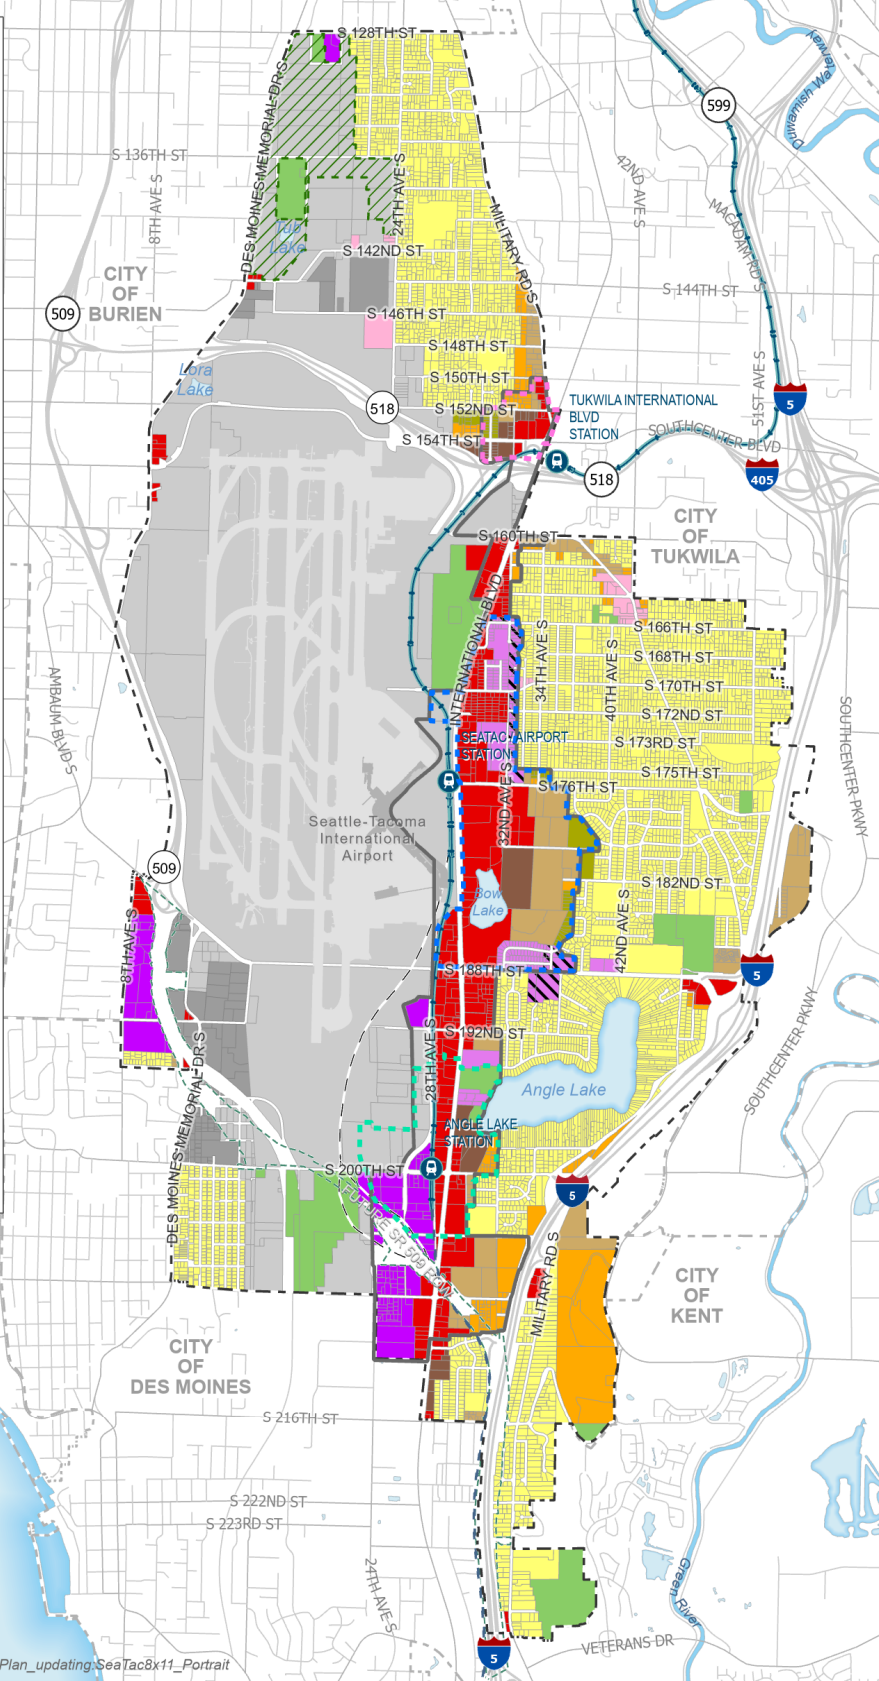 S 128TH ST
599
Duwamish Waterway
DES MOINES MEMORIAL DR S
S 136TH ST
8TH AVE S
24TH AVE S
42ND AVE S
MACADAM RD S
MILITARY RD S
Tub
Lake
S 142ND ST
CITY
OF
BURIEN
S 144TH ST
509
S 146TH ST
S 148TH ST
Lora
Lake
S 150TH ST
51ST AVE S
5
518
S 152ND ST
TUKWILA INTERNATIONAL
BLVD
STATION
S 154TH ST
SOUTHCENTER BLVD
518
405
CITY
OF
TUKWILA
S 160TH ST
INTERNATIONAL BLVD
34TH AVE S
40TH AVE S
S 166TH ST
S 168TH ST
S 170TH ST
S 172ND ST
S 173RD ST
AMBAUM BLVD S
SOUTHCENTER PKWY
SEATAC/AIRPORT
STATION
S 175TH ST
S 176TH ST
32ND AVE S
Seattle-Tacoma
International
Airport
509
S 182ND ST
Bow
Lake
42ND AVE S
8TH AVE S
S 188TH ST
5
S 192ND ST
28TH AVE S
SOUTHCENTER PKWY
Angle Lake
DES MOINES MEMORIAL DR S
ANGLE LAKE
STATION
S 200TH ST
5
FUTURE SR 509 ROW
MILITARY RD S
CITY
OF
KENT
CITY
OF
DES MOINES
S 216TH ST
S 222ND ST
S 223RD ST
24TH AVE S
Green River
VETERANS DR
5
Plan_updating\SeaTac8x11_Portrait